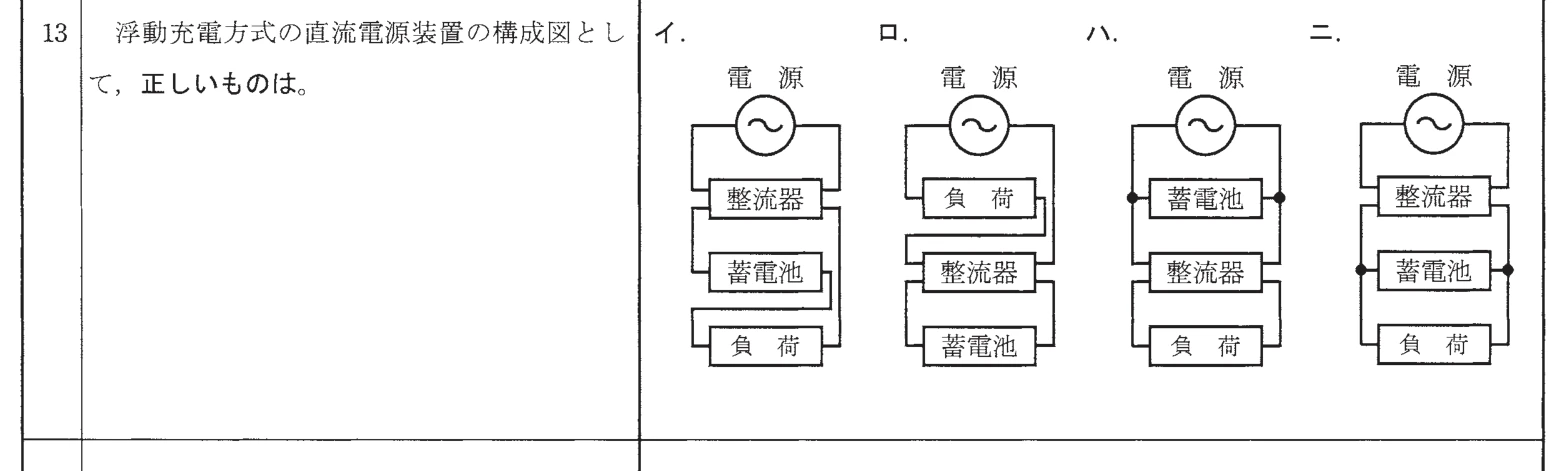 13 浮動充電方式の直流電源装置の構成図とし
て，正しいものは。
イ. ロ. ハ. ニ.
電 源 電 源 電 源 電 源
整流器 負 荷 蓄電池 整流器
蓄電池 整流器 整流器 蓄電池
負 荷 蓄電池 負 荷 負 荷